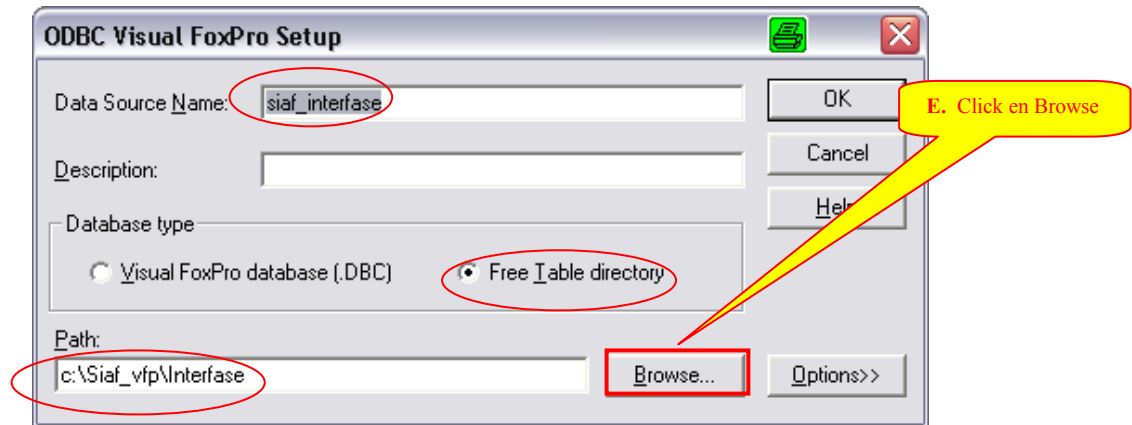 ODBC Visual FoxPro Setup
Data Source Name: siaf_interfase
OK
E. Click en Browse
Cancel
Description:
Help
Database type
Visual FoxPro database (.DBC)
Free Table directory
Path:
c:\Siaf_vfp\Interfase
Browse...
Options>>